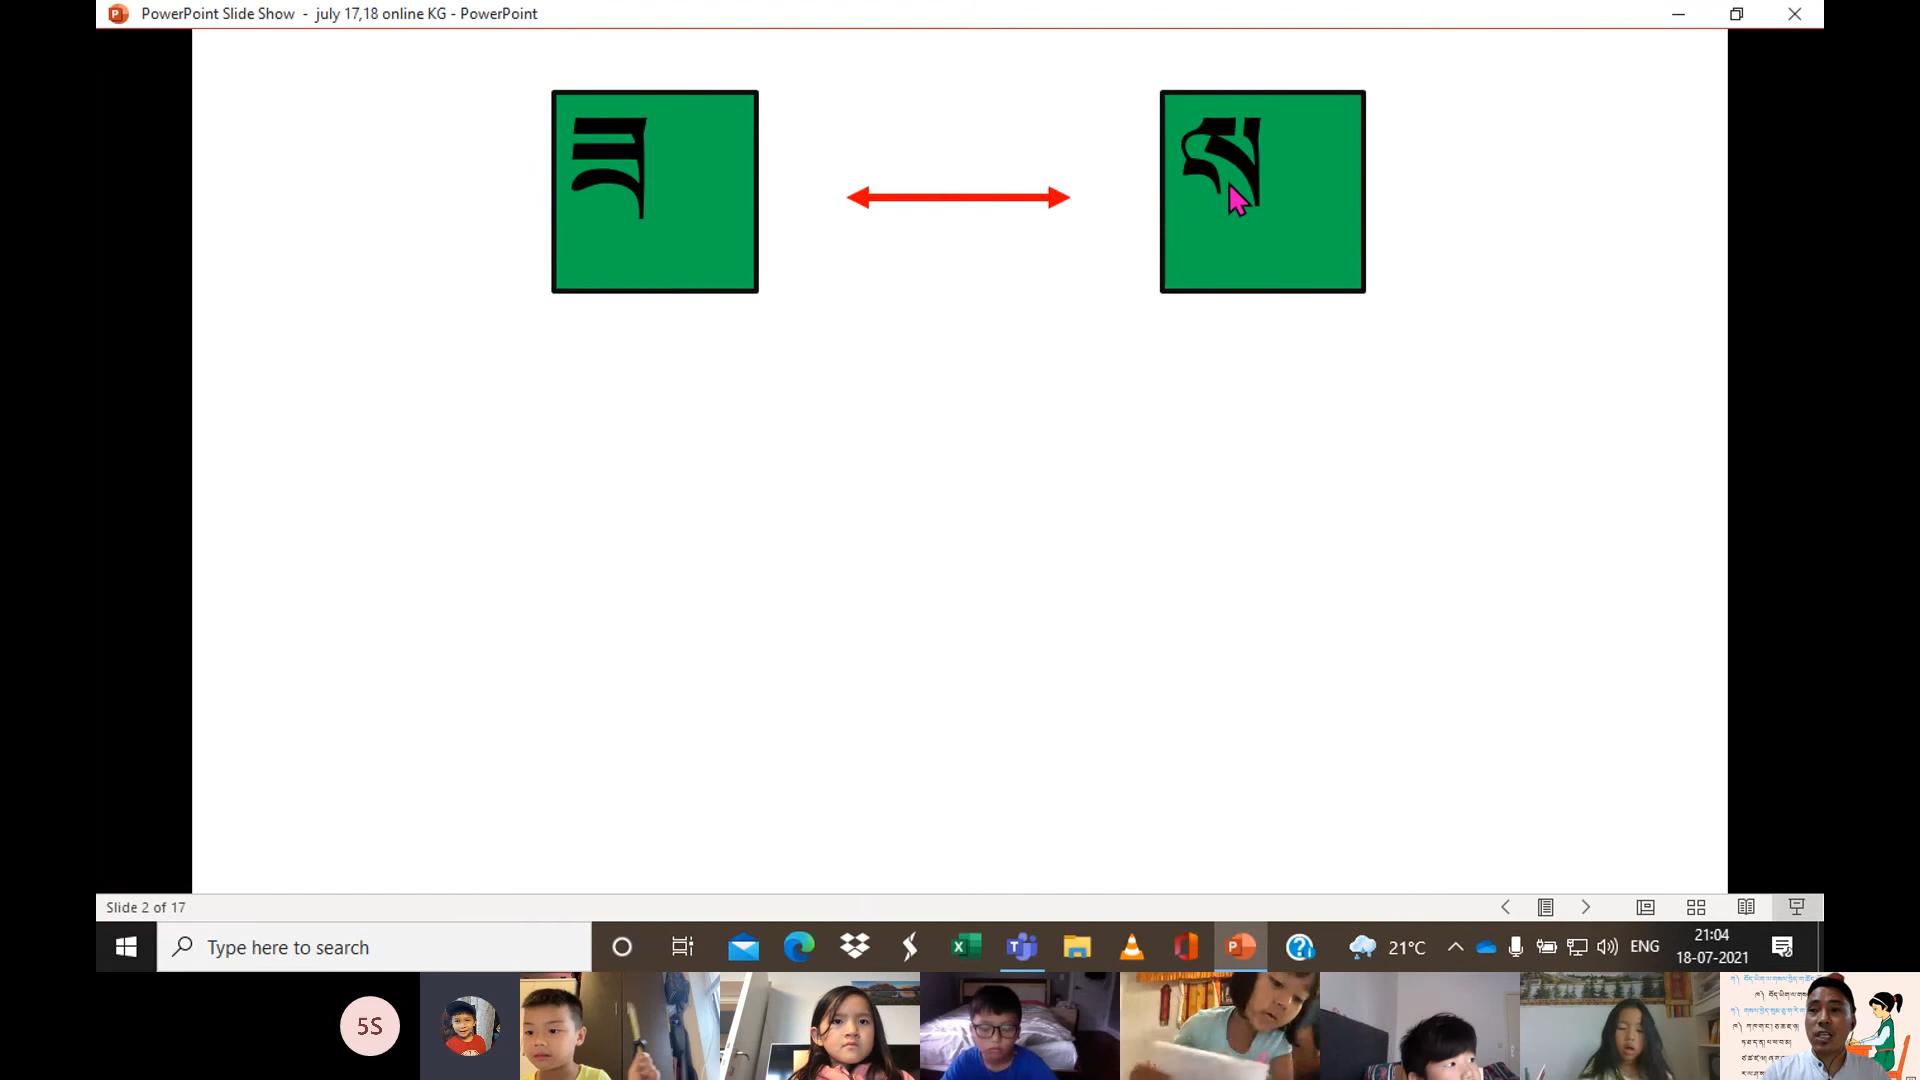 PowerPoint Slide Show - july 17,18 online KG - PowerPoint
ཧ ཤ
Slide 2 of 17
Type here to search
21°C
ENG
21:04
18-07-2021
5S
ཏ་ཐ་ད་ན། པ་ཕ་བ་མ།